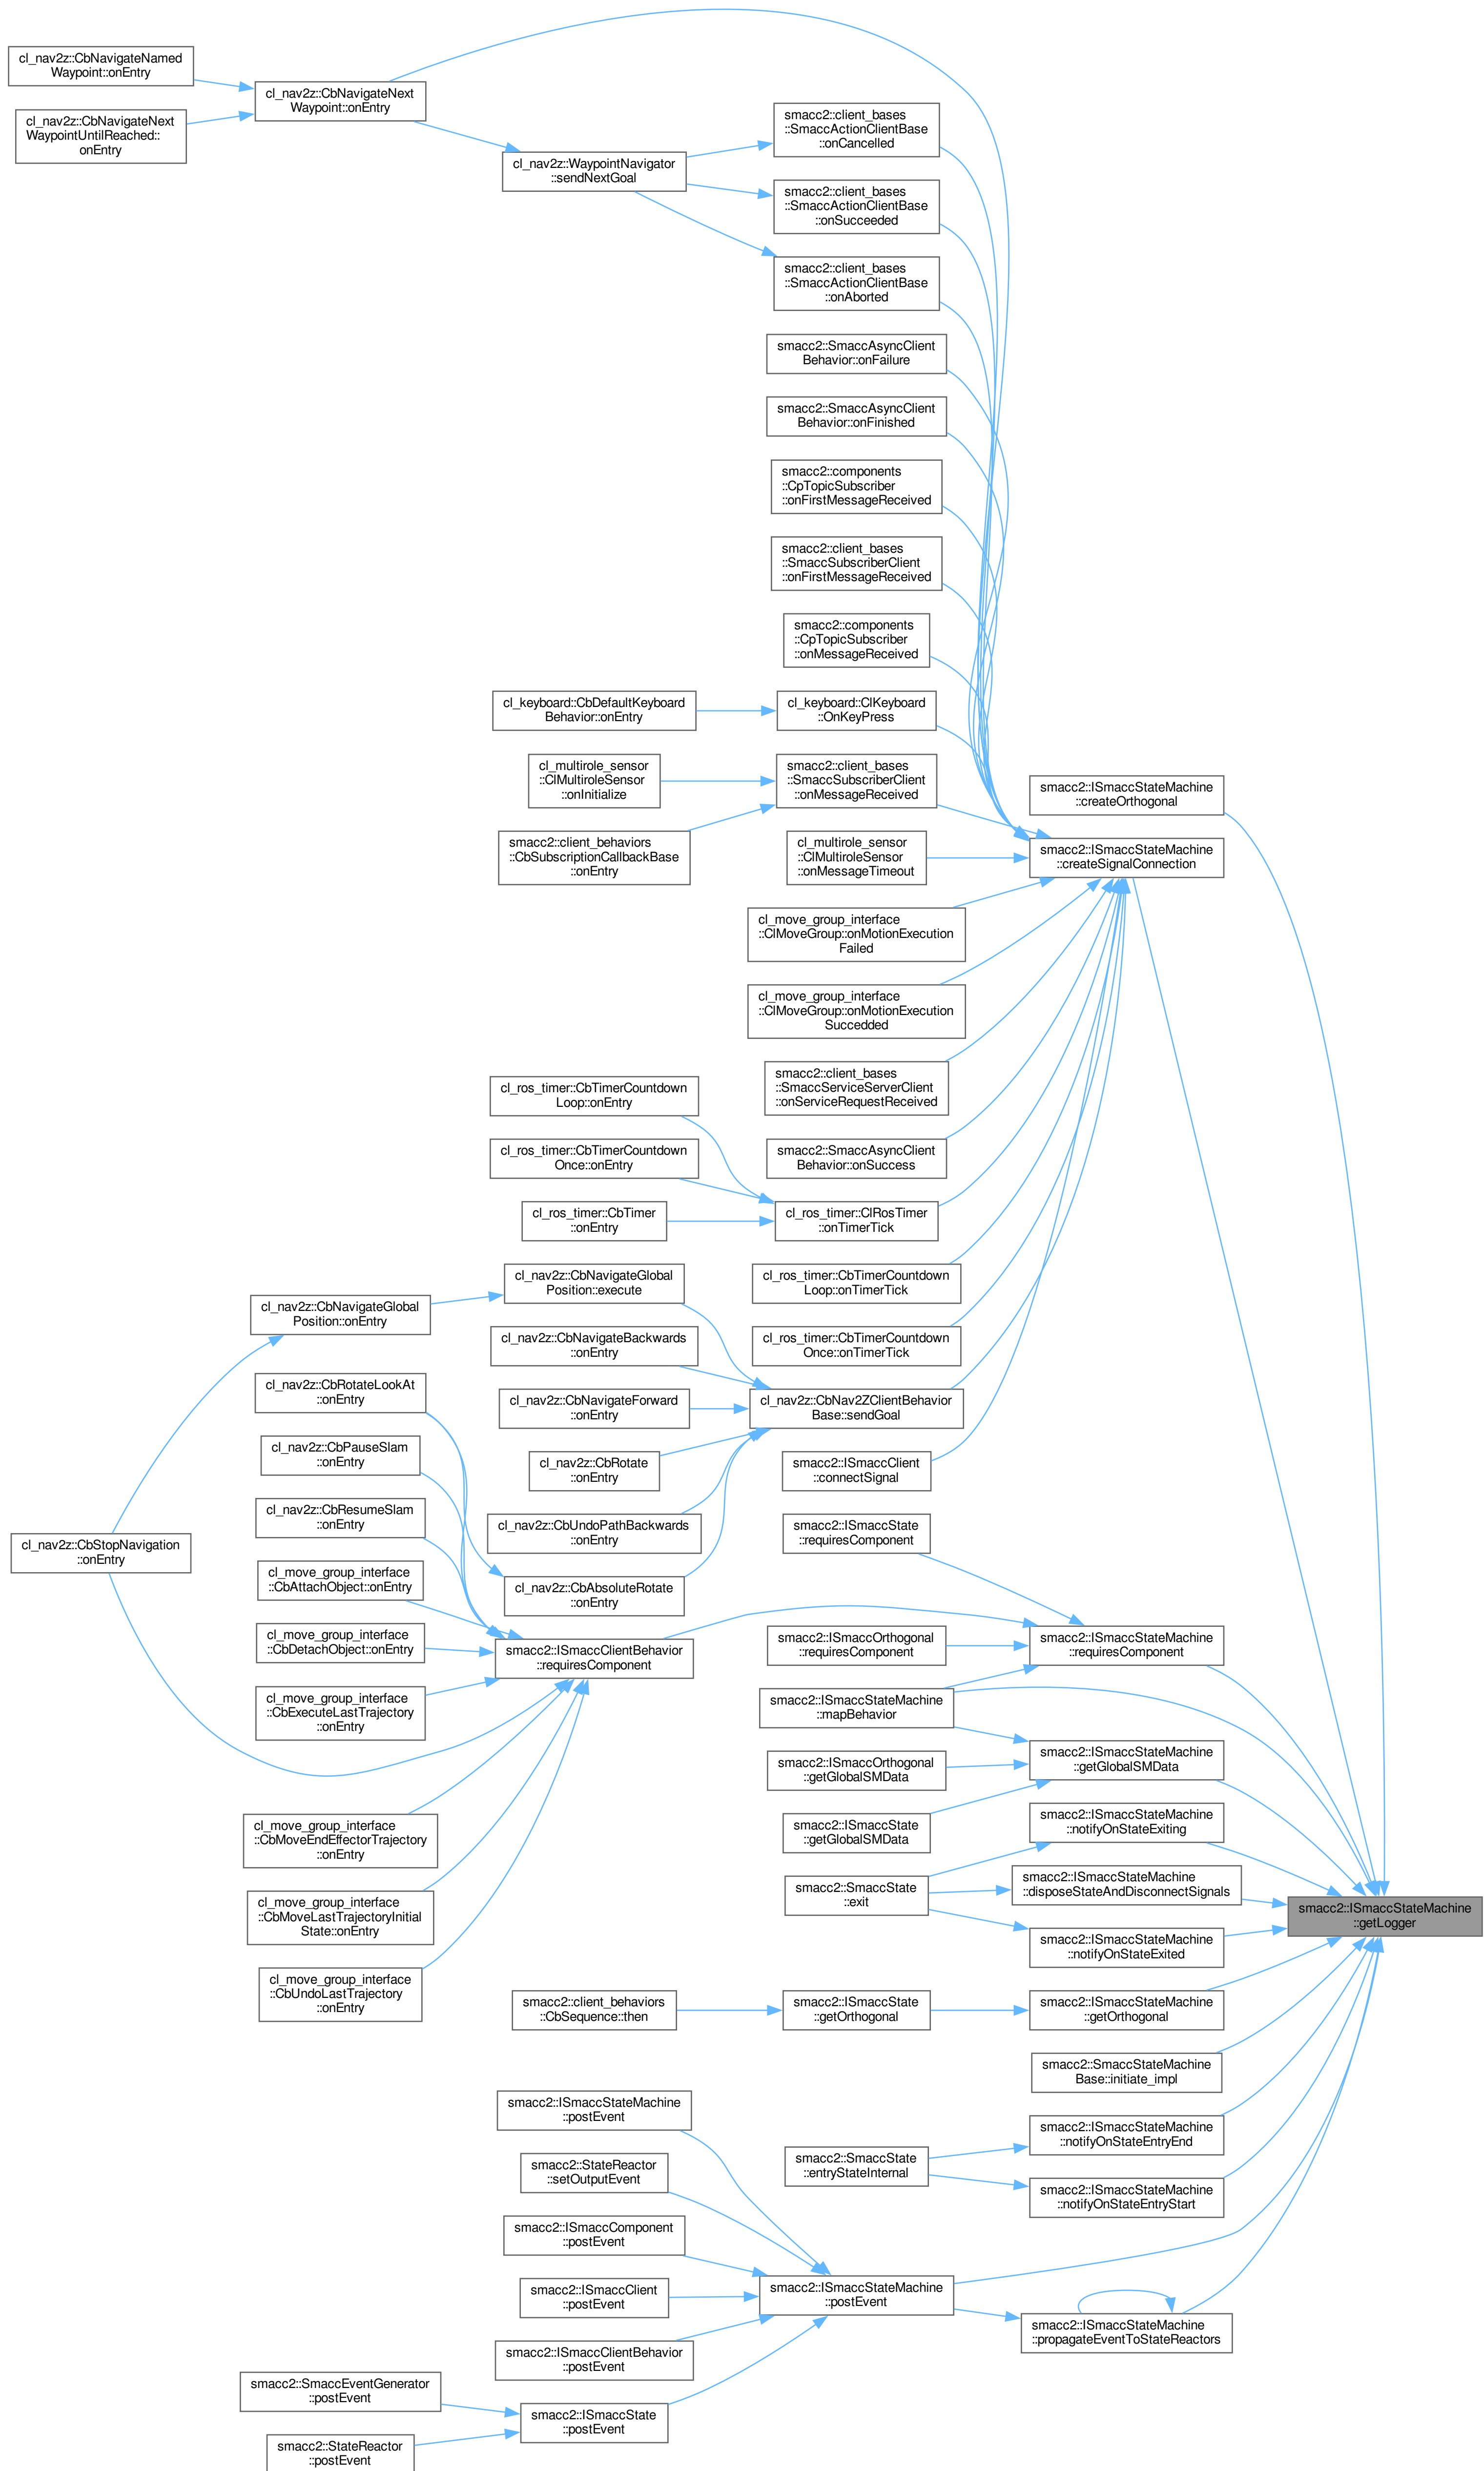 cl_nav2z::CbNavigateNamed
Waypoint::onEntry
cl_nav2z::CbNavigateNext
WaypointUntilReached::
onEntry
cl_nav2z::CbNavigateNext
Waypoint::onEntry
cl_nav2z::WaypointNavigator
::sendNextGoal
smacc2::client_bases
::SmaccActionClientBase
::onCancelled
smacc2::client_bases
::SmaccActionClientBase
::onSucceeded
smacc2::client_bases
::SmaccActionClientBase
::onAborted
smacc2::SmaccAsyncClient
Behavior::onFailure
smacc2::SmaccAsyncClient
Behavior::onFinished
smacc2::components
::CpTopicSubscriber
::onFirstMessageReceived
smacc2::client_bases
::SmaccSubscriberClient
::onFirstMessageReceived
smacc2::components
::CpTopicSubscriber
::onMessageReceived
cl_keyboard::CbDefaultKeyboard
Behavior::onEntry
cl_keyboard::ClKeyboard
::OnKeyPress
cl_multirole_sensor
::ClMultiroleSensor
::onInitialize
smacc2::client_bases
::SmaccSubscriberClient
::onMessageReceived
smacc2::ISmaccStateMachine
::createOrthogonal
smacc2::client_behaviors
::CbSubscriptionCallbackBase
::onEntry
cl_multirole_sensor
::ClMultiroleSensor
::onMessageTimeout
smacc2::ISmaccStateMachine
::createSignalConnection
cl_move_group_interface
::ClMoveGroup::onMotionExecution
Failed
cl_move_group_interface
::ClMoveGroup::onMotionExecution
Succedded
smacc2::client_bases
::SmaccServiceServerClient
::onServiceRequestReceived
cl_ros_timer::CbTimerCountdown
Loop::onEntry
cl_ros_timer::CbTimerCountdown
Once::onEntry
smacc2::SmaccAsyncClient
Behavior::onSuccess
cl_ros_timer::CbTimer
::onEntry
cl_ros_timer::ClRosTimer
::onTimerTick
cl_nav2z::CbNavigateGlobal
Position::execute
cl_ros_timer::CbTimerCountdown
Loop::onTimerTick
cl_nav2z::CbNavigateGlobal
Position::onEntry
cl_nav2z::CbNavigateBackwards
::onEntry
cl_ros_timer::CbTimerCountdown
Once::onTimerTick
cl_nav2z::CbRotateLookAt
::onEntry
cl_nav2z::CbNavigateForward
::onEntry
cl_nav2z::CbNav2ZClientBehavior
Base::sendGoal
cl_nav2z::CbPauseSlam
::onEntry
cl_nav2z::CbRotate
::onEntry
smacc2::ISmaccClient
::connectSignal
cl_nav2z::CbResumeSlam
::onEntry
cl_nav2z::CbUndoPathBackwards
::onEntry
smacc2::ISmaccState
::requiresComponent
cl_nav2z::CbStopNavigation
::onEntry
cl_move_group_interface
::CbAttachObject::onEntry
cl_nav2z::CbAbsoluteRotate
::onEntry
cl_move_group_interface
::CbDetachObject::onEntry
smacc2::ISmaccClientBehavior
::requiresComponent
smacc2::ISmaccOrthogonal
::requiresComponent
smacc2::ISmaccStateMachine
::requiresComponent
cl_move_group_interface
::CbExecuteLastTrajectory
::onEntry
smacc2::ISmaccStateMachine
::mapBehavior
smacc2::ISmaccOrthogonal
::getGlobalSMData
smacc2::ISmaccStateMachine
::getGlobalSMData
cl_move_group_interface
::CbMoveEndEffectorTrajectory
::onEntry
smacc2::ISmaccState
::getGlobalSMData
smacc2::ISmaccStateMachine
::notifyOnStateExiting
cl_move_group_interface
::CbMoveLastTrajectoryInitial
State::onEntry
smacc2::SmaccState
::exit
smacc2::ISmaccStateMachine
::disposeStateAndDisconnectSignals
smacc2::ISmaccStateMachine
::getLogger
smacc2::ISmaccStateMachine
::notifyOnStateExited
cl_move_group_interface
::CbUndoLastTrajectory
::onEntry
smacc2::client_behaviors
::CbSequence::then
smacc2::ISmaccState
::getOrthogonal
smacc2::ISmaccStateMachine
::getOrthogonal
smacc2::SmaccStateMachine
Base::initiate_impl
smacc2::ISmaccStateMachine
::postEvent
smacc2::ISmaccStateMachine
::notifyOnStateEntryEnd
smacc2::StateReactor
::setOutputEvent
smacc2::SmaccState
::entryStateInternal
smacc2::ISmaccStateMachine
::notifyOnStateEntryStart
smacc2::ISmaccComponent
::postEvent
smacc2::ISmaccClient
::postEvent
smacc2::ISmaccStateMachine
::postEvent
smacc2::ISmaccStateMachine
::propagateEventToStateReactors
smacc2::ISmaccClientBehavior
::postEvent
smacc2::SmaccEventGenerator
::postEvent
smacc2::ISmaccState
::postEvent
smacc2::StateReactor
::postEvent